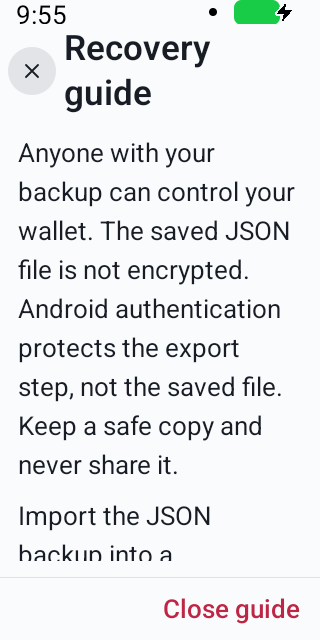 9:55
Recovery
guide
Anyone with your
backup can control your
wallet. The saved JSON
file is not encrypted.
Android authentication
protects the export
step, not the saved file.
Keep a safe copy and
never share it.
Import the JSON
backup into a
Close guide